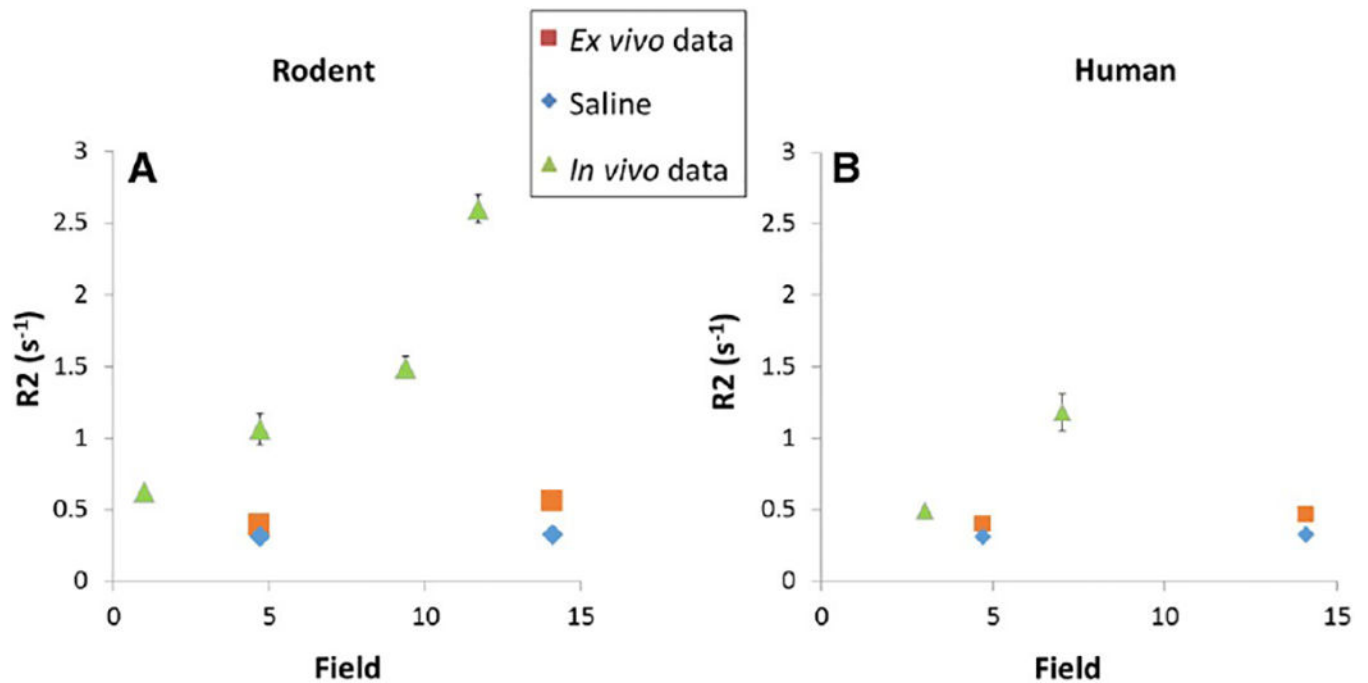 Rodent
Ex vivo data
Saline
In vivo data
Human
A
3
2.5
2
1.5
1
0.5
0
R2 (s-1)
0 5 10 15
Field
B
3
2.5
2
1.5
1
0.5
0
R2 (s-1)
0 5 10 15
Field